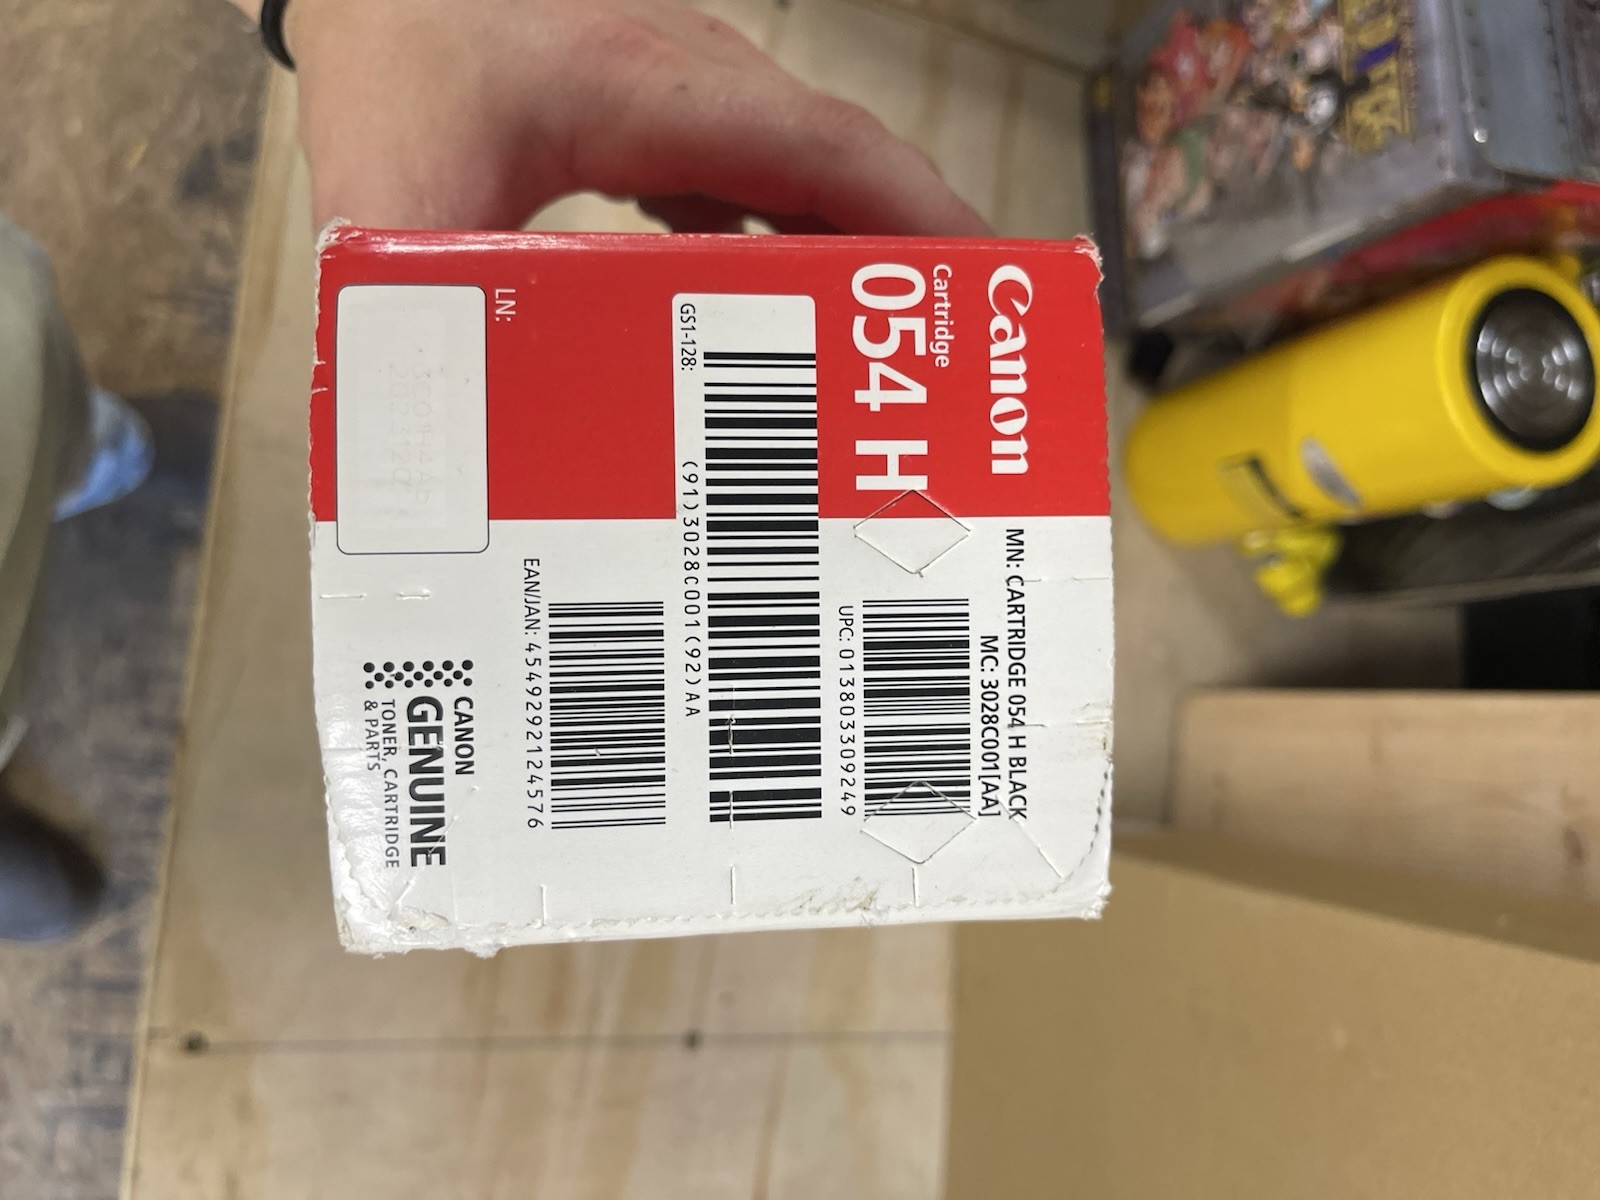 Canon
Cartridge
054 H
MN: CARTRIDGE 054 H BLACK
MC: 3028C001[AA]
UPC: 013803309249
GS1-128:
(91)3028C001(92)AA
EAN/JAN: 4549292124576
LN:
CANON
GENUINE
TONER, CARTRIDGE
& PARTS